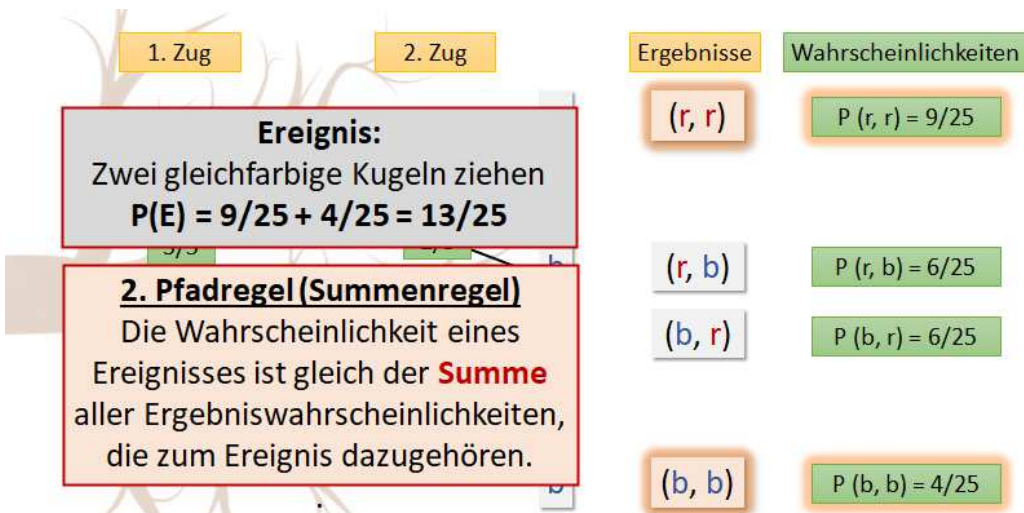 1. Zug
2. Zug
Ergebnisse
Wahrscheinlichkeiten
(r, r)
P (r, r) = 9/25
Ereignis:
Zwei gleichfarbige Kugeln ziehen
P(E) = 9/25 + 4/25 = 13/25
(r, b)
P (r, b) = 6/25
2. Pfadregel (Summenregel)
Die Wahrscheinlichkeit eines
Ereignisses ist gleich der Summe
aller Ergebniswahrscheinlichkeiten,
die zum Ereignis dazugehören.
(b, r)
P (b, r) = 6/25
(b, b)
P (b, b) = 4/25
b